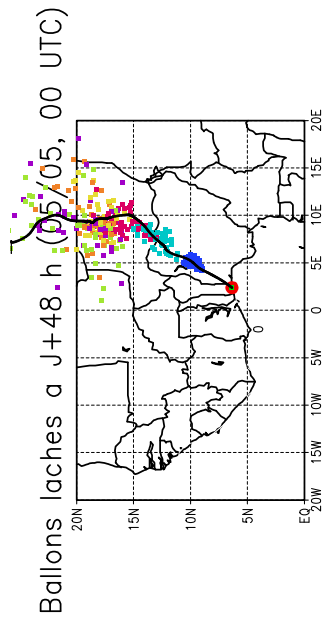 Ballons laches a J+48.h (05/05, 00 UTC)
20N
15N
10N
5N
EQ
20W
15W
10W
5W
0
5E
10E
15E
20E
0